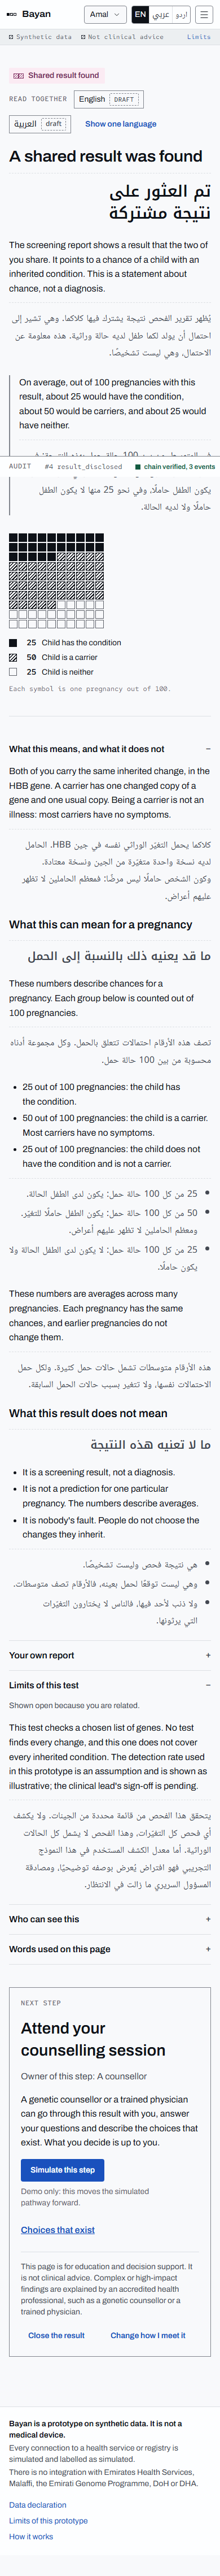 Bayan
Amal
EN
عربي
اردو
Synthetic data
Not clinical advice
Limits
Shared result found
READ TOGETHER
English
DRAFT
العربية
draft
Show one language
A shared result was found
تم العثور على
نتيجة مشتركة
The screening report shows a result that the two of
you share. It points to a chance of a child with an
inherited condition. This is a statement about
chance, not a diagnosis.
يُظهر تقرير الفحص نتيجة يشترك فيها كلاكما. وهي تشير إلى
احتمال أن يولد لكما طفل لديه حالة وراثية. هذه معلومة عن
الاحتمال، وهي ليست تشخيصًا.
On average, out of 100 pregnancies with this
result, about 25 would have the condition,
about 50 would be carriers, and about 25 would
have neither.
AUDIT
#4 result_disclosed
chain verified, 3 events
يكون الطفل حاملًا، وفي نحو 25 منها لا يكون الطفل
حاملًا ولا لديه الحالة.
25 Child has the condition
50 Child is a carrier
25 Child is neither
Each symbol is one pregnancy out of 100.
What this means, and what it does not
Both of you carry the same inherited change, in the
HBB gene. A carrier has one changed copy of a
gene and one usual copy. Being a carrier is not an
illness: most carriers have no symptoms.
كلاكما يحمل التغيّر الوراثي نفسه في جين HBB. الحامل
لديه نسخة واحدة متغيّرة من الجين ونسخة معتادة.
وكون الشخص حاملًا ليس مرضًا: فمعظم الحاملين لا تظهر
عليهم أعراض.
What this can mean for a pregnancy
ما قد يعنيه ذلك بالنسبة إلى الحمل
These numbers describe chances for a
pregnancy. Each group below is counted out of
100 pregnancies.
تصف هذه الأرقام احتمالات تتعلق بالحمل. وكل مجموعة أدناه
محسوبة من بين 100 حالة حمل.
25 out of 100 pregnancies: the child has
the condition.
50 out of 100 pregnancies: the child is a carrier.
Most carriers have no symptoms.
25 out of 100 pregnancies: the child does not
have the condition and is not a carrier.
25 من كل 100 حالة حمل: يكون لدى الطفل الحالة.
50 من كل 100 حالة حمل: يكون الطفل حاملًا للتغيّر.
ومعظم الحاملين لا تظهر عليهم أعراض.
25 من كل 100 حالة حمل: لا يكون لدى الطفل الحالة ولا
يكون حاملًا.
These numbers are averages across many
pregnancies. Each pregnancy has the same
chances, and earlier pregnancies do not
change them.
هذه الأرقام متوسطات تشمل حالات حمل كثيرة. ولكل حمل
الاحتمالات نفسها، ولا تتغير بسبب حالات الحمل السابقة.
What this result does not mean
ما لا تعنيه هذه النتيجة
It is a screening result, not a diagnosis.
It is not a prediction for one particular
pregnancy. The numbers describe averages.
It is nobody's fault. People do not choose the
changes they inherit.
هي نتيجة فحص وليست تشخيصًا.
وهي ليست توقعًا لحمل بعينه، فالأرقام تصف متوسطات.
ولا ذنب لأحد فيها، فالناس لا يختارون التغيّرات
التي يرثونها.
Your own report
Limits of this test
Shown open because you are related.
This test checks a chosen list of genes. No test
finds every change, and this one does not cover
every inherited condition. The detection rate used
in this prototype is an assumption and is shown as
illustrative; the clinical lead's sign-off is pending.
يتحقق هذا الفحص من قائمة محددة من الجينات. ولا يكشف
أي فحص كل التغيّرات، وهذا الفحص لا يشمل كل الحالات
الوراثية. أما معدل الكشف المستخدم في هذا النموذج
التجريبي فهو افتراض يُعرض بوصفه توضيحيًا، ومصادقة
المسؤول السريري ما زالت في الانتظار.
Who can see this
Words used on this page
NEXT STEP
Attend your
counselling session
Owner of this step: A counsellor
A genetic counsellor or a trained physician
can go through this result with you, answer
your questions and describe the choices that
exist. What you decide is up to you.
Simulate this step
Demo only: this moves the simulated
pathway forward.
Choices that exist
This page is for education and decision support. It
is not clinical advice. Complex or high-impact
findings are explained by an accredited health
professional, such as a genetic counsellor or a
trained physician.
Close the result
Change how I meet it
Bayan is a prototype on synthetic data. It is not a
medical device.
Every connection to a health service or registry is
simulated and labelled as simulated.
There is no integration with Emirates Health Services,
Malaffi, the Emirati Genome Programme, DoH or DHA.
Data declaration
Limits of this prototype
How it works